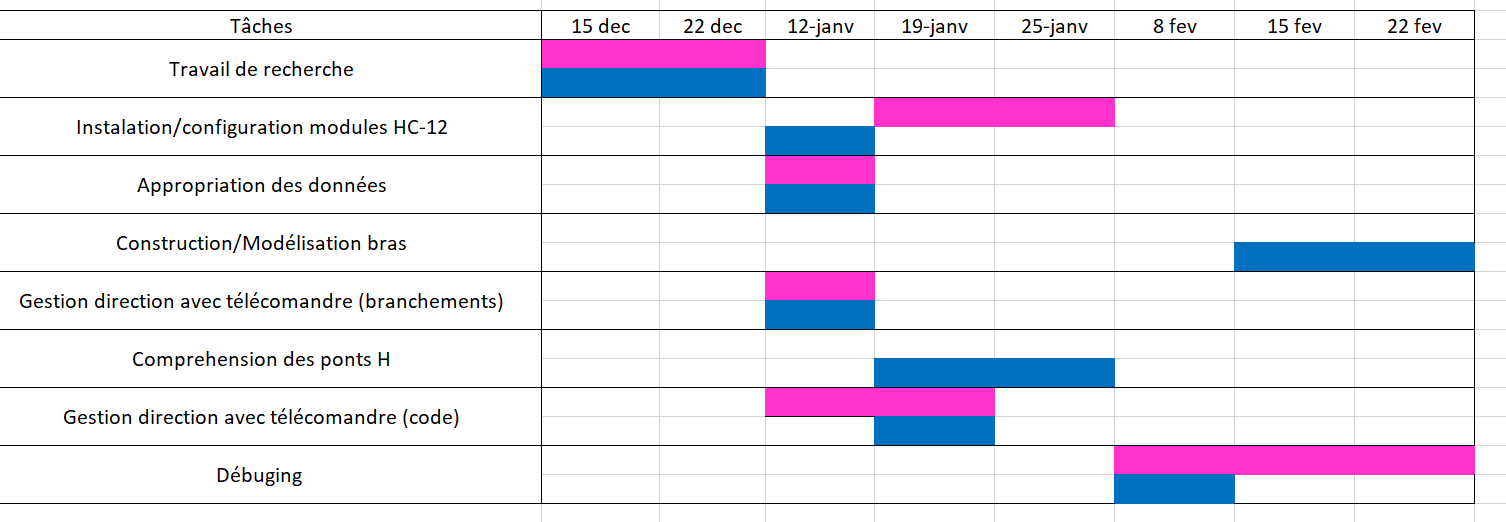 Tâches 15 dec 22 dec 12-janv 19-janv 25-janv 8 fev 15 fev 22 fev
Travail de recherche
Instalation/configuration modules HC-12
Appropriation des données
Construction/Modélisation bras
Gestion direction avec télécomandre (branchements)
Comprehension des ponts H
Gestion direction avec télécomandre (code)
Débuging